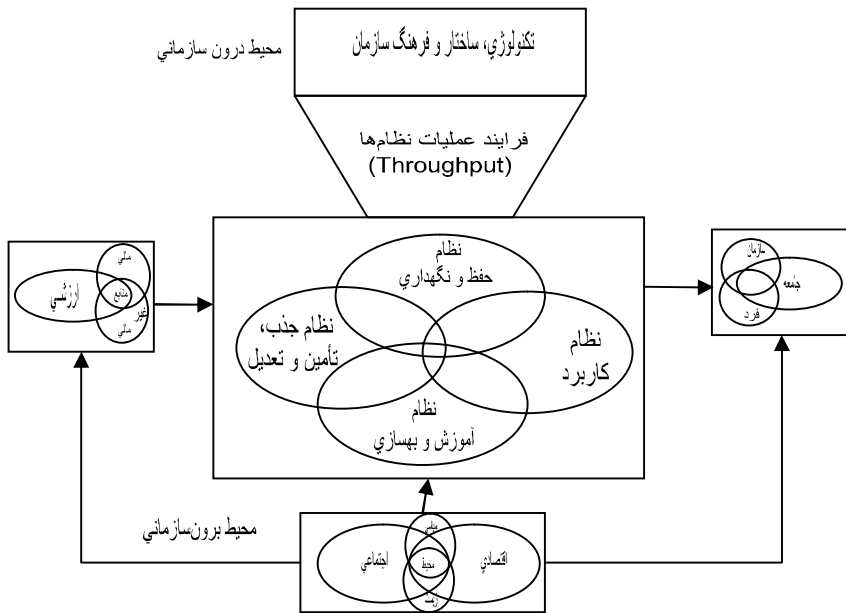 تكنولوژي، ساختار و فرهنگ سازمان
محيط درون سازماني
فرايند عمليات نظام‌ها
(Throughput)
نظام
حفظ و نگهداري
نظام
كاربرد
نظام جذب،
تأمين و تعديل
نظام
آموزش و بهسازي
سازمان
جامعه
فرد
مالي
ارزشي
منابع
غير
مالي
محيط برون‌سازماني
سياسي
اقتصادي
محيط
اجتماعي
زيست